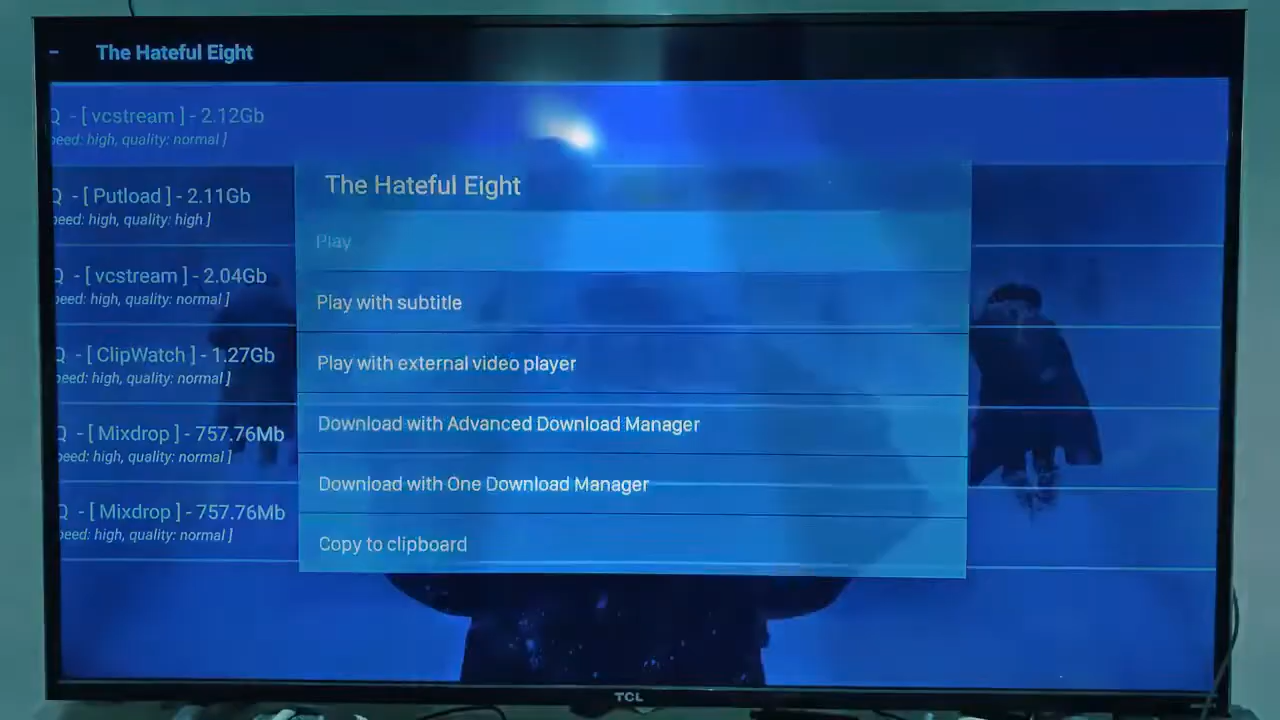 The Hateful Eight
Q - [ vcstream ] - 2.12Gb
peed: high, quality: normal ]
Q - [ Putload ] - 2.11Gb
peed: high, quality: high ]
Q - [ vcstream ] - 2.04Gb
peed: high, quality: normal ]
Q - [ ClipWatch ] - 1.27Gb
peed: high, quality: normal ]
Q - [ Mixdrop ] - 757.76Mb
peed: high, quality: normal ]
Q - [ Mixdrop ] - 757.76Mb
peed: high, quality: normal ]
The Hateful Eight
Play
Play with subtitle
Play with external video player
Download with Advanced Download Manager
Download with One Download Manager
Copy to clipboard
TCL